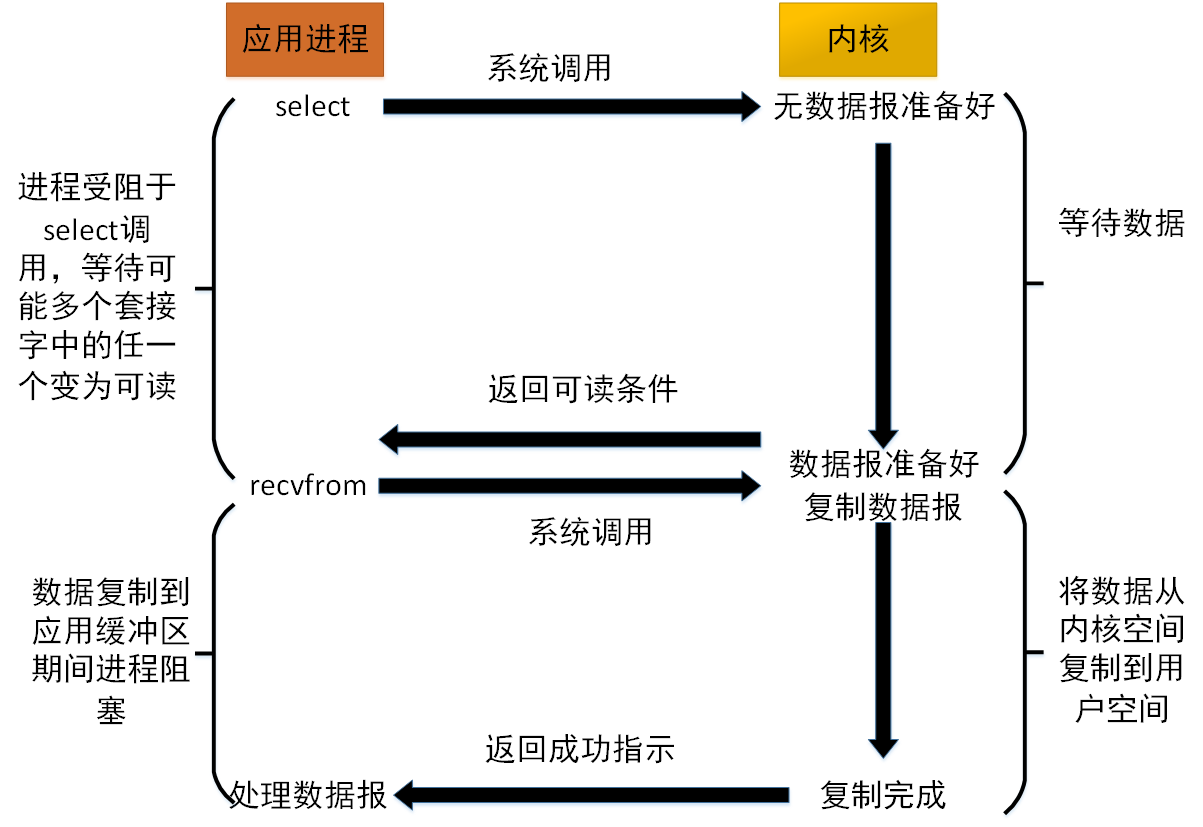 应用进程
内核
系统调用
select
无数据报准备好
进程受阻于
select调
用，等待可
能多个套接
字中的任一
个变为可读
等待数据
返回可读条件
数据报准备好
recvfrom
复制数据报
系统调用
数据复制到
应用缓冲区
期间进程阻
塞
将数据从
内核空间
复制到用
户空间
返回成功指示
处理数据报
复制完成